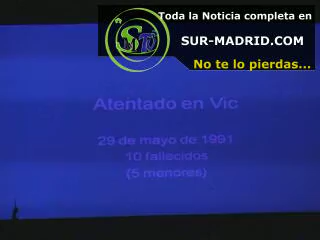 Toda la Noticia completa en
SUR-MADRID.COM
No te lo pierdas...
Atentado en Vic
29 de mayo de 1991
10 fallecidos
(5 menores)